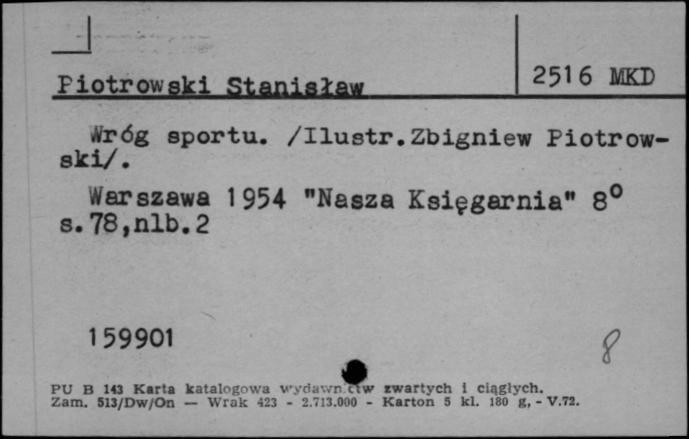 Piotrowski Stanisław
2516 MKD
Wróg sportu. /Ilustr.Zbigniew Piotrow-
ski/.
Warszawa 1954 "Nasza Księgarnia" 8°
s.78,nlb.2
159901
8
PU B 143 Karta katalogowa wydawnictw zwartych i ciągłych.
Zam. 513/Dw/On — Wrak 423 - 2.713.000 - Karton 5 kl. 180 g, - V.72.